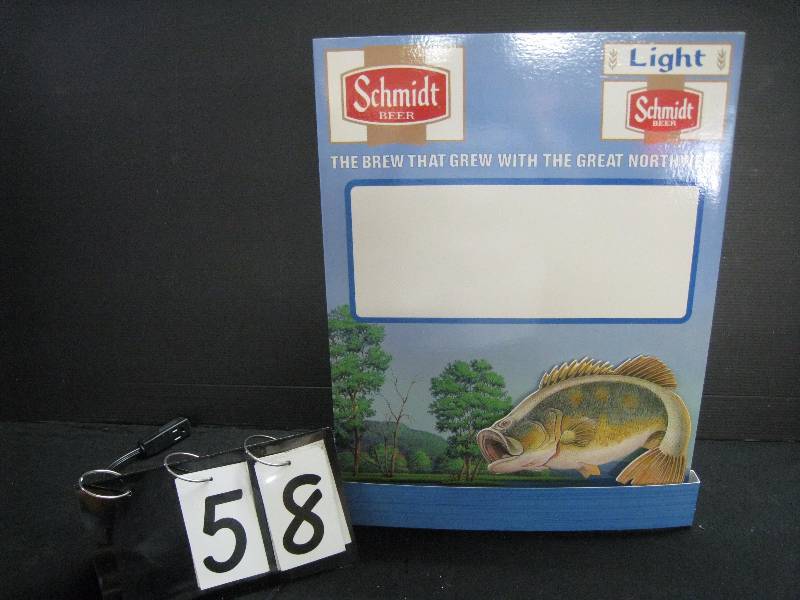 Schmidt
BEER
Light
Schmidt
BEER
THE BREW THAT GREW WITH THE GREAT NORTHWEST
58